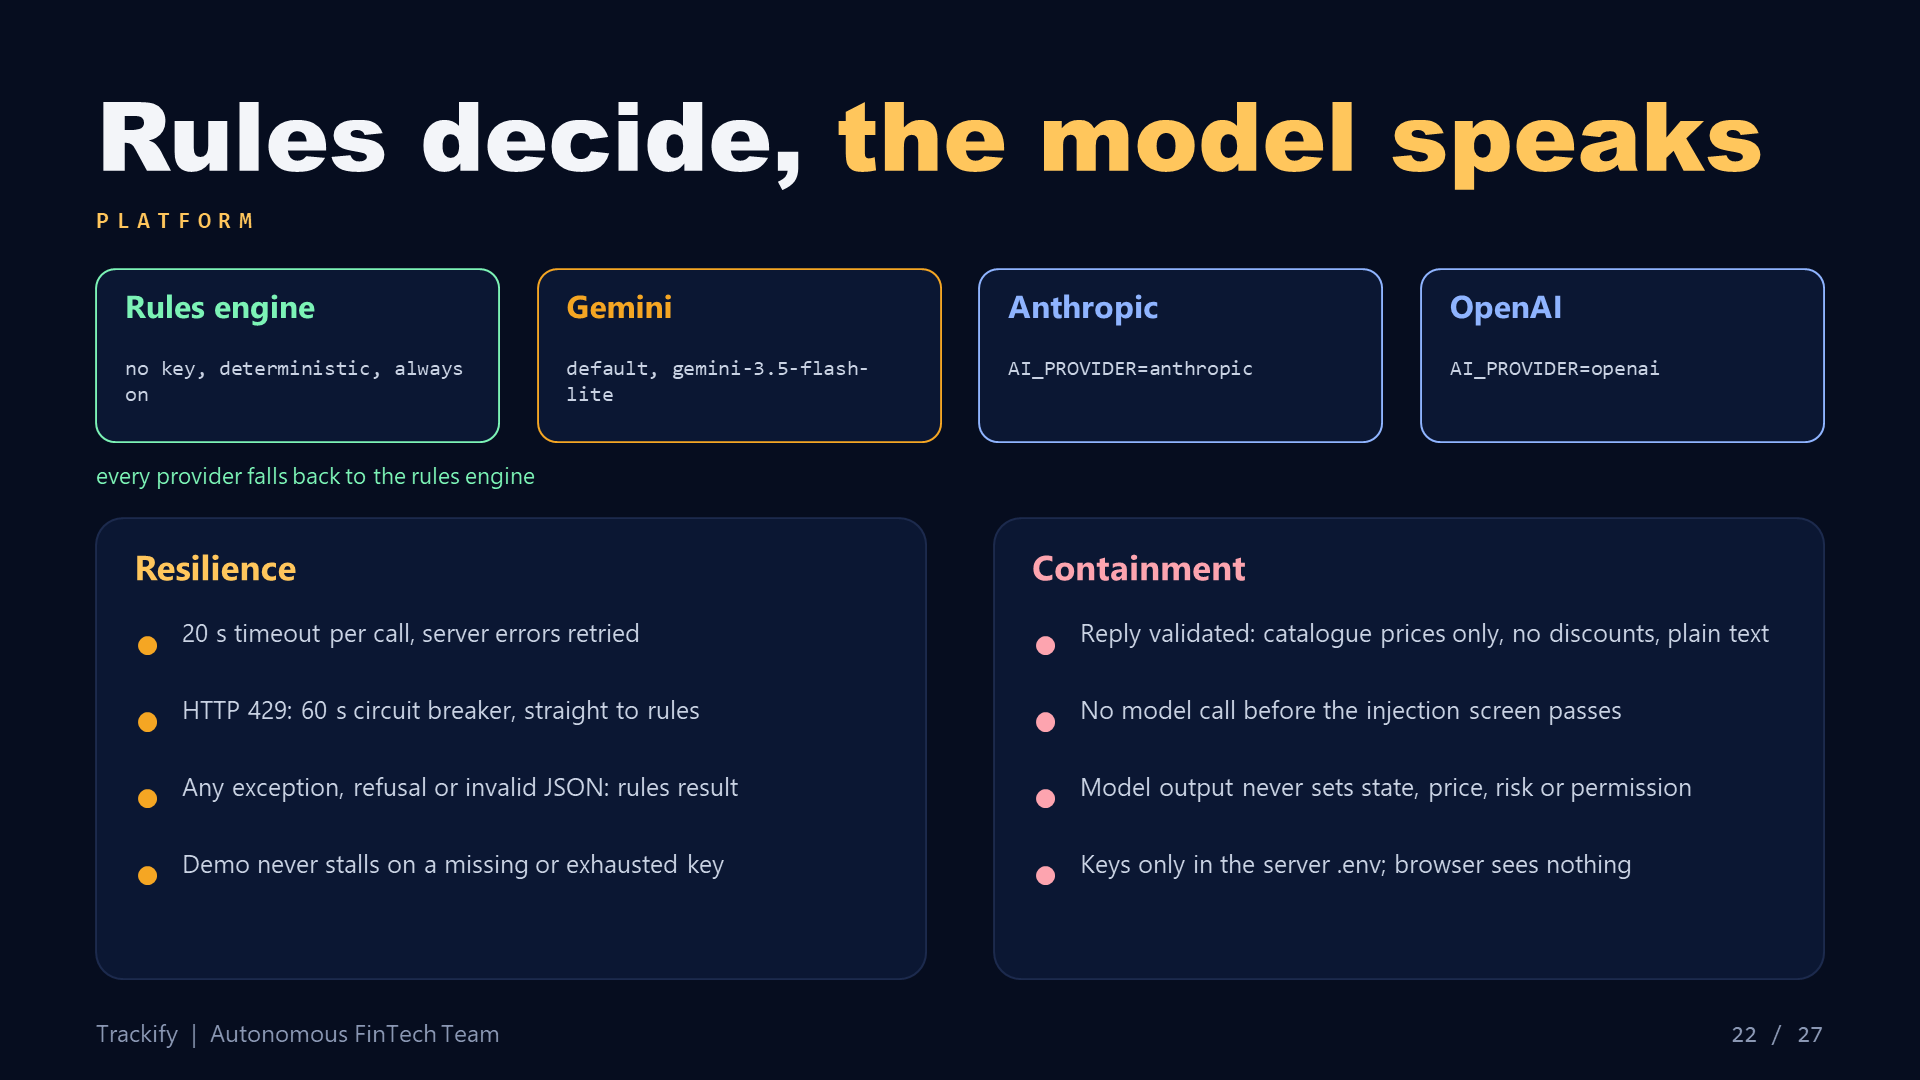 Rules decide, the model speaks
PLATFORM
Rules engine
no key, deterministic, always
on
Gemini
default, gemini-3.5-flash-
lite
Anthropic
AI_PROVIDER=anthropic
OpenAI
AI_PROVIDER=openai
every provider falls back to the rules engine
Resilience
20 s timeout per call, server errors retried
HTTP 429: 60 s circuit breaker, straight to rules
Any exception, refusal or invalid JSON: rules result
Demo never stalls on a missing or exhausted key
Containment
Reply validated: catalogue prices only, no discounts, plain text
No model call before the injection screen passes
Model output never sets state, price, risk or permission
Keys only in the server .env; browser sees nothing
Trackify | Autonomous FinTech Team
22 / 27